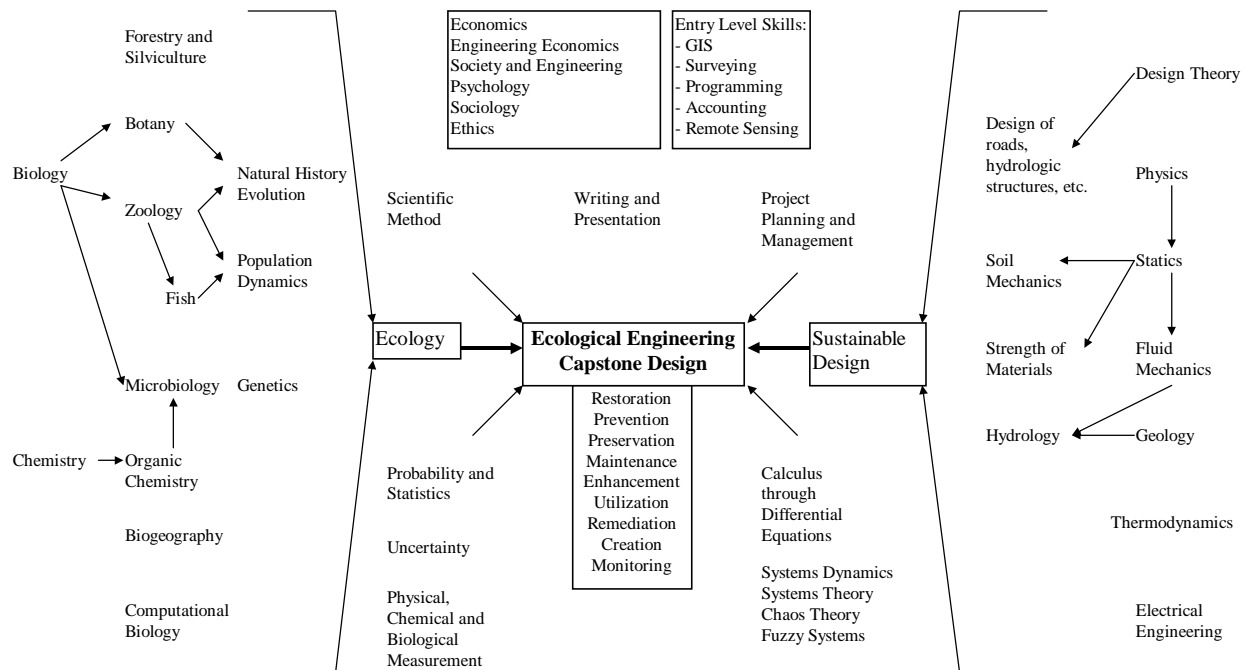 Forestry and
Silviculture
Botany
Biology
Natural History
Evolution
Zoology
Population
Dynamics
Fish
Microbiology
Genetics
Chemistry
Organic
Chemistry
Biogeography
Computational
Biology
Economics
Engineering Economics
Society and Engineering
Psychology
Sociology
Ethics
Entry Level Skills:
- GIS
- Surveying
- Programming
- Accounting
- Remote Sensing
Scientific
Method
Writing and
Presentation
Project
Planning and
Management
Ecology
Ecological Engineering
Capstone Design
Sustainable
Design
Restoration
Prevention
Preservation
Maintenance
Enhancement
Utilization
Remediation
Creation
Monitoring
Probability and
Statistics
Uncertainty
Physical,
Chemical and
Biological
Measurement
Calculus
through
Differential
Equations
Systems Dynamics
Systems Theory
Chaos Theory
Fuzzy Systems
Design Theory
Design of
roads,
hydrologic
structures, etc.
Physics
Soil
Mechanics
Statics
Strength of
Materials
Fluid
Mechanics
Hydrology
Geology
Thermodynamics
Electrical
Engineering